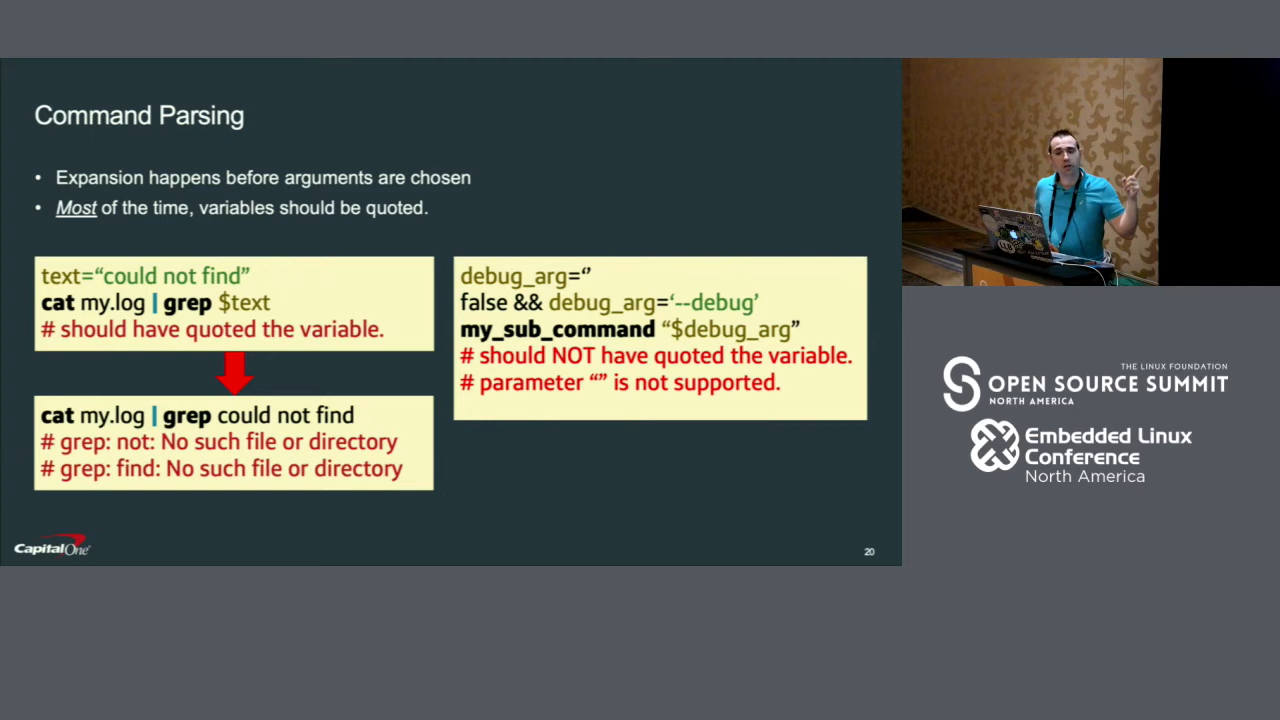 Command Parsing
• Expansion happens before arguments are chosen
• Most of the time, variables should be quoted.
text=“could not find”
cat my.log | grep $text
# should have quoted the variable.
cat my.log | grep could not find
# grep: not: No such file or directory
# grep: find: No such file or directory
debug_arg=‘’
false && debug_arg=‘--debug’
my_sub_command “$debug_arg”
# should NOT have quoted the variable.
# parameter “” is not supported.
CapitalOne
20
THE LINUX FOUNDATION
OPEN SOURCE SUMMIT
NORTH AMERICA
Embedded Linux
Conference
North America